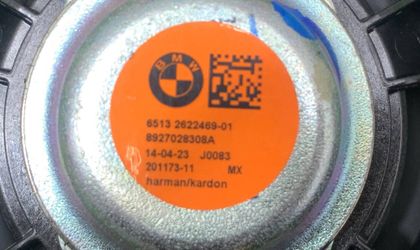 BMW
6513 2622469-01
8927028308A
14-04-23 J0083
201173-11 MX
harman/kardon